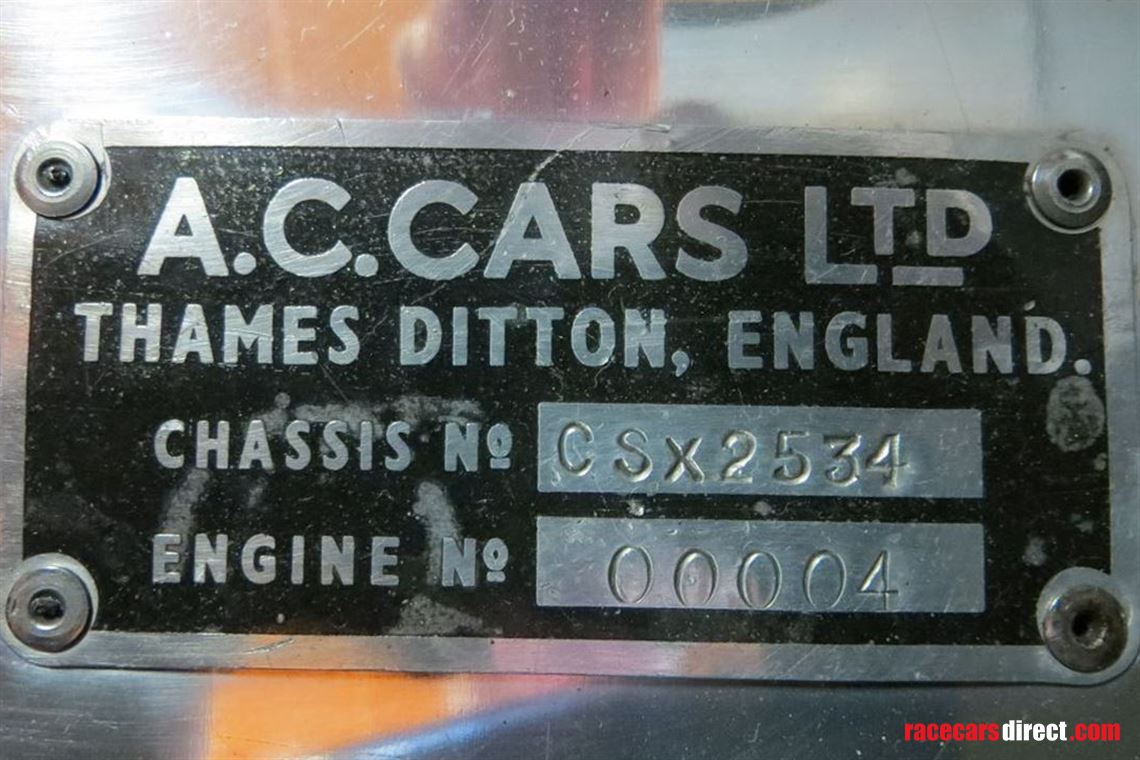 A.C.CARS LTD
THAMES DITTON, ENGLAND.
CHASSIS Nº CSX2534
ENGINE Nº 00004
racecarsdirect.com